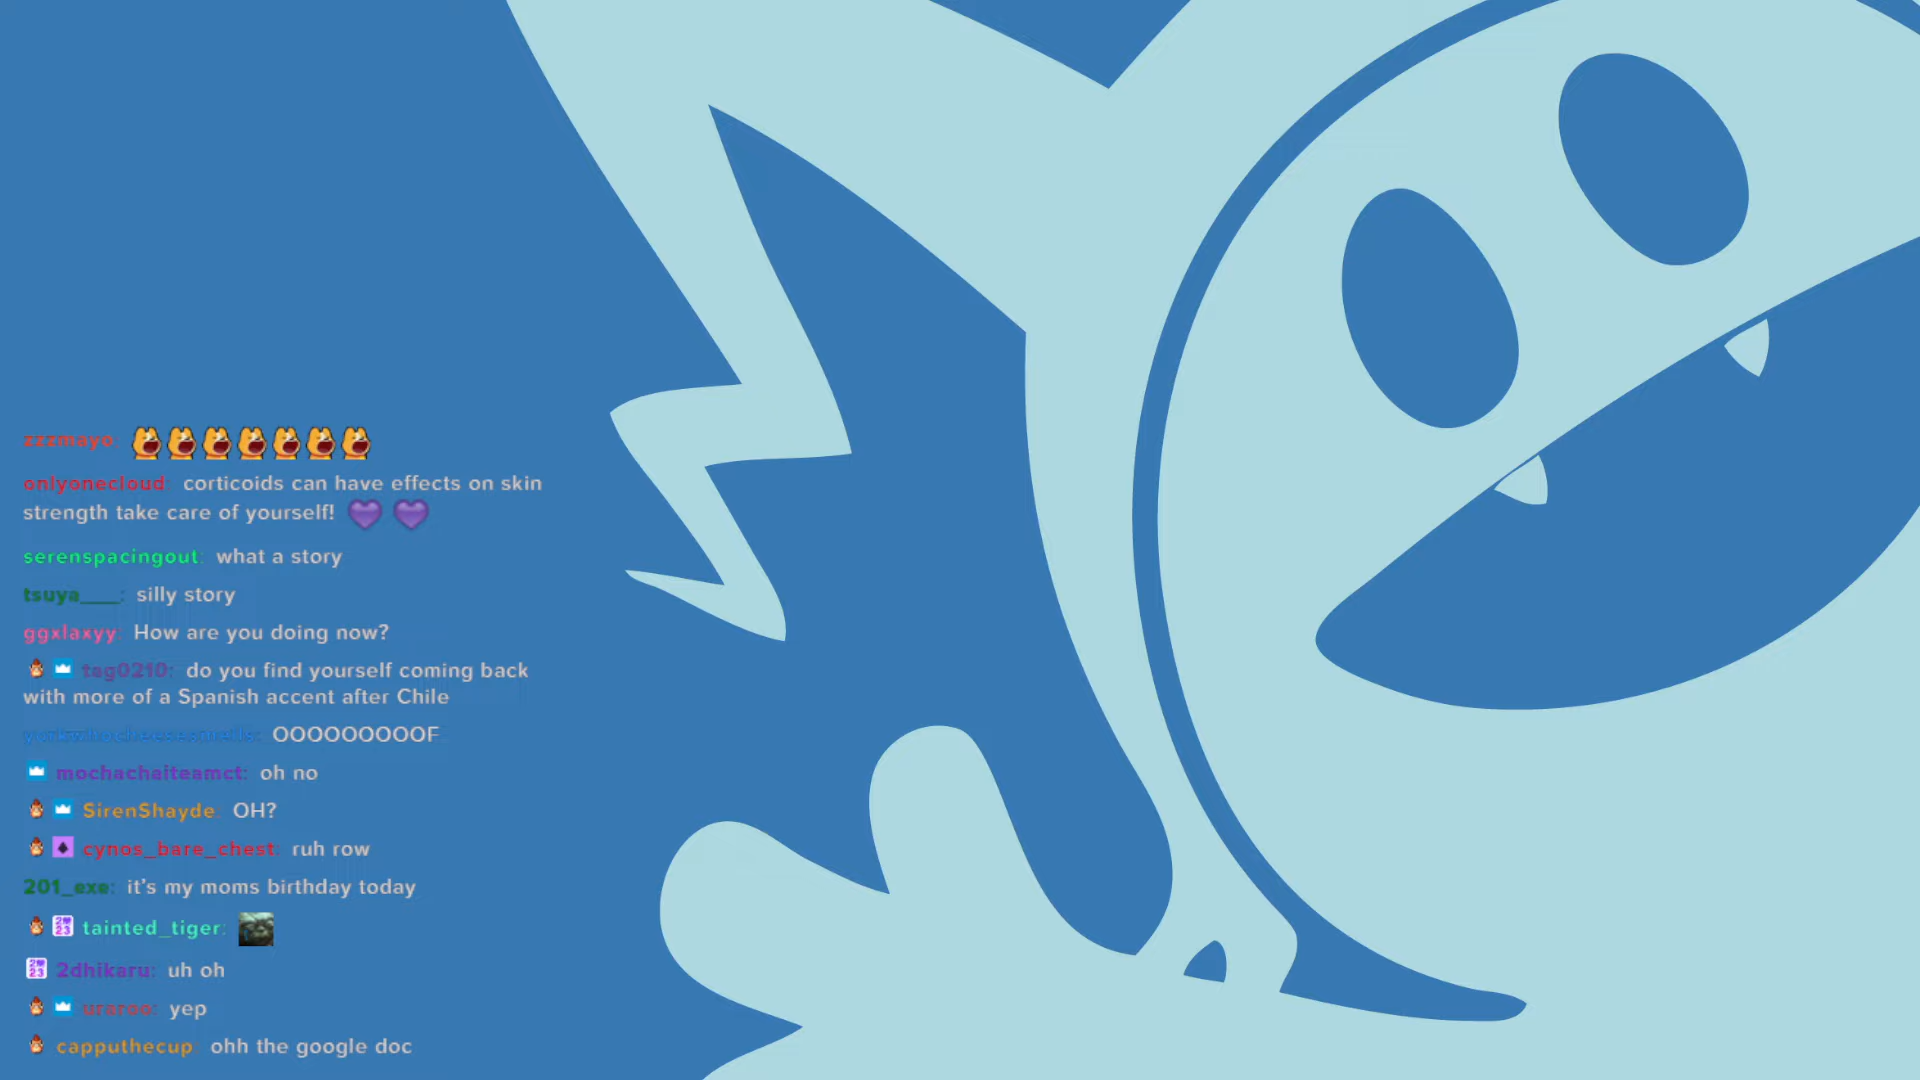 zzzmayo:
onlyonecloud: corticoids can have effects on skin
strength take care of yourself!
serenspacingout: what a story
tsuya___: silly story
ggxlaxyy: How are you doing now?
tag0210: do you find yourself coming back
with more of a Spanish accent after Chile
OOOOOOOOOOF
mochachaiteamct: oh no
SirenShayde: OH?
cynos_bare_chest: ruh row
201_exe: it's my moms birthday today
tainted_tiger:
2dhikaru: uh oh
yep
capputhecup: ohh the google doc